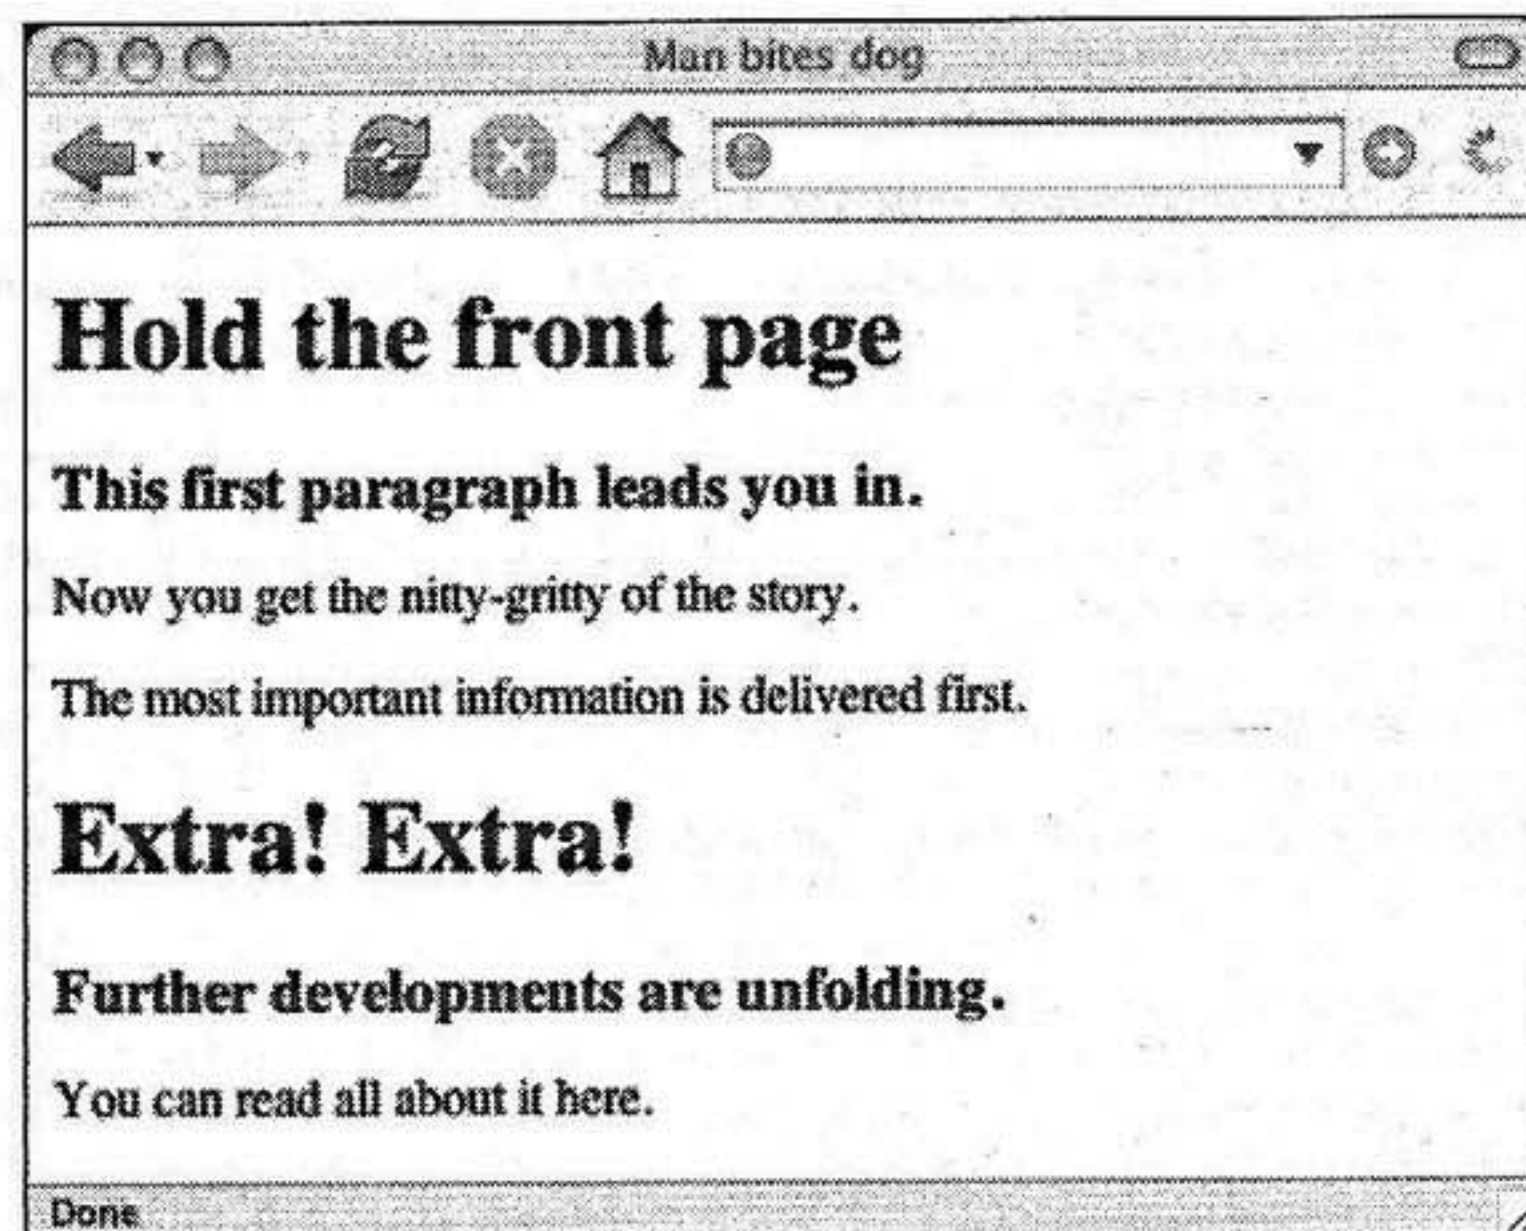 Man bites dog
Hold the front page
This first paragraph leads you in.
Now you get the nitty-gritty of the story.
The most important information is delivered first.
Extra! Extra!
Further developments are unfolding.
You can read all about it here.
Done